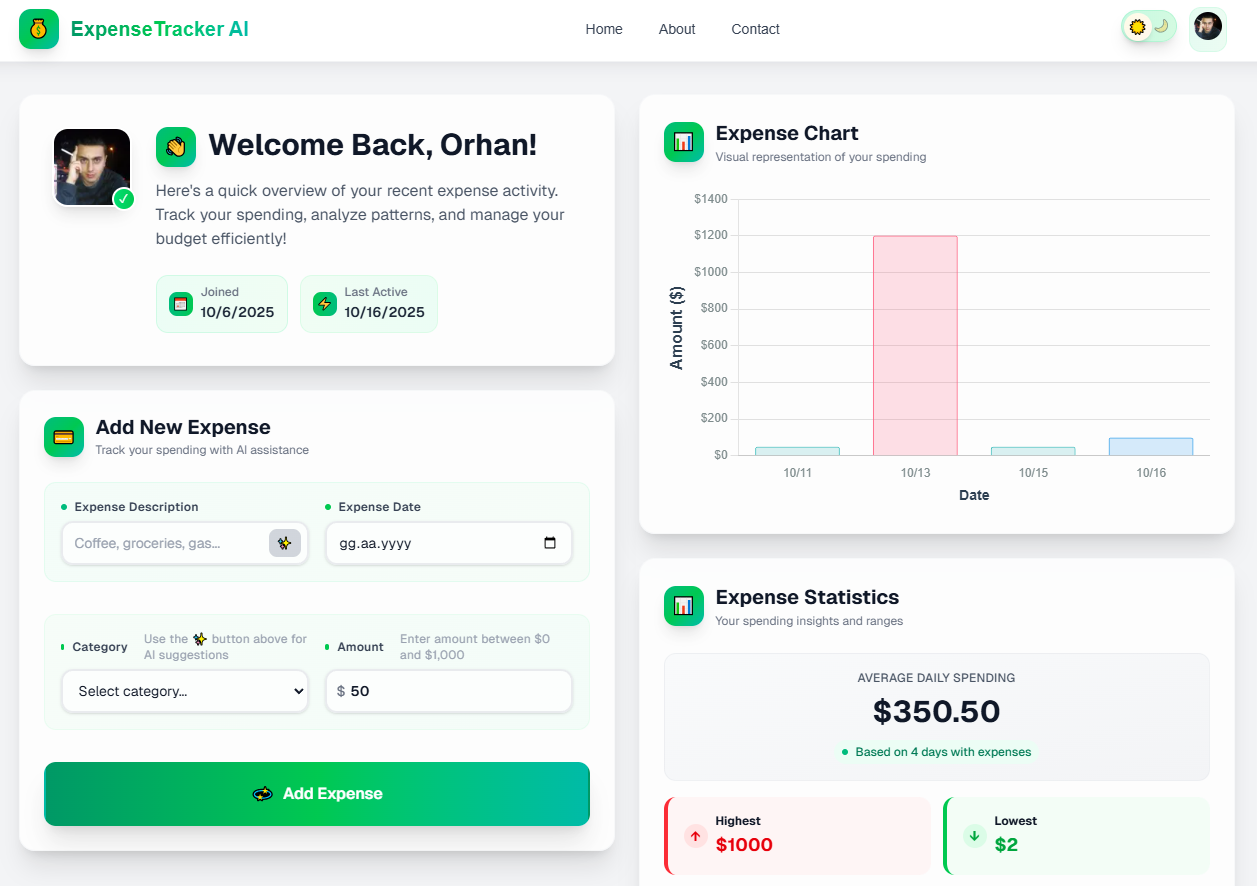 ExpenseTracker AI
Home
About
Contact
Welcome Back, Orhan!
Here's a quick overview of your recent expense activity.
Track your spending, analyze patterns, and manage your
budget efficiently!
Joined
10/6/2025
Last Active
10/16/2025
Add New Expense
Track your spending with AI assistance
Expense Description
Coffee, groceries, gas...
Expense Date
gg.aa.yyyy
Category
Use the ✨ button above for
AI suggestions
Select category...
Amount
Enter amount between $0
and $1,000
$ 50
Add Expense
Expense Chart
Visual representation of your spending
Amount ($)
$1400
$1200
$1000
$800
$600
$400
$200
$0
10/11
10/13
10/15
10/16
Date
Expense Statistics
Your spending insights and ranges
AVERAGE DAILY SPENDING
$350.50
Based on 4 days with expenses
Highest
$1000
Lowest
$2